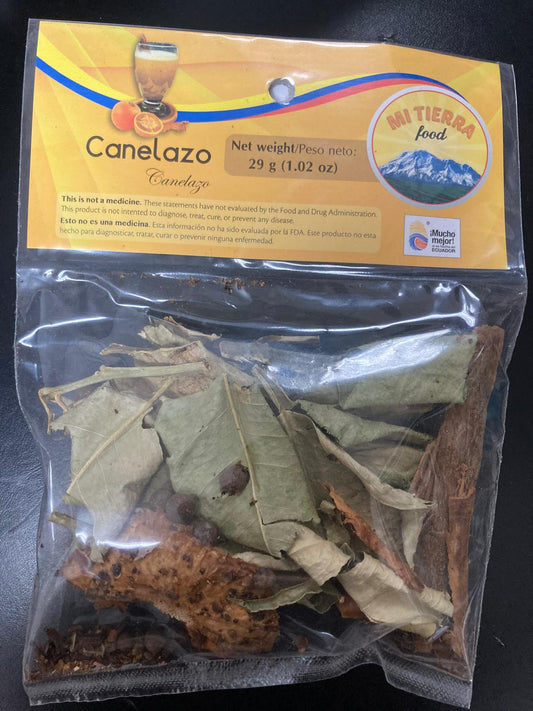 MI TIERRA
food
Canelazo
Canelazo
Net weight/Peso neto:
29 g (1.02 oz)
This is not a medicine. These statements have not evaluated by the Food and Drug Administration.
This product is not intended to diagnose, treat, cure, or prevent any disease.
Esto no es una medicina. Esta información no ha sido evaluada por la FDA. Este producto no esta
hecho para diagnosticar, tratar, curar o prevenir ninguna enfermedad.
¡Mucho
mejor!
ECUADOR